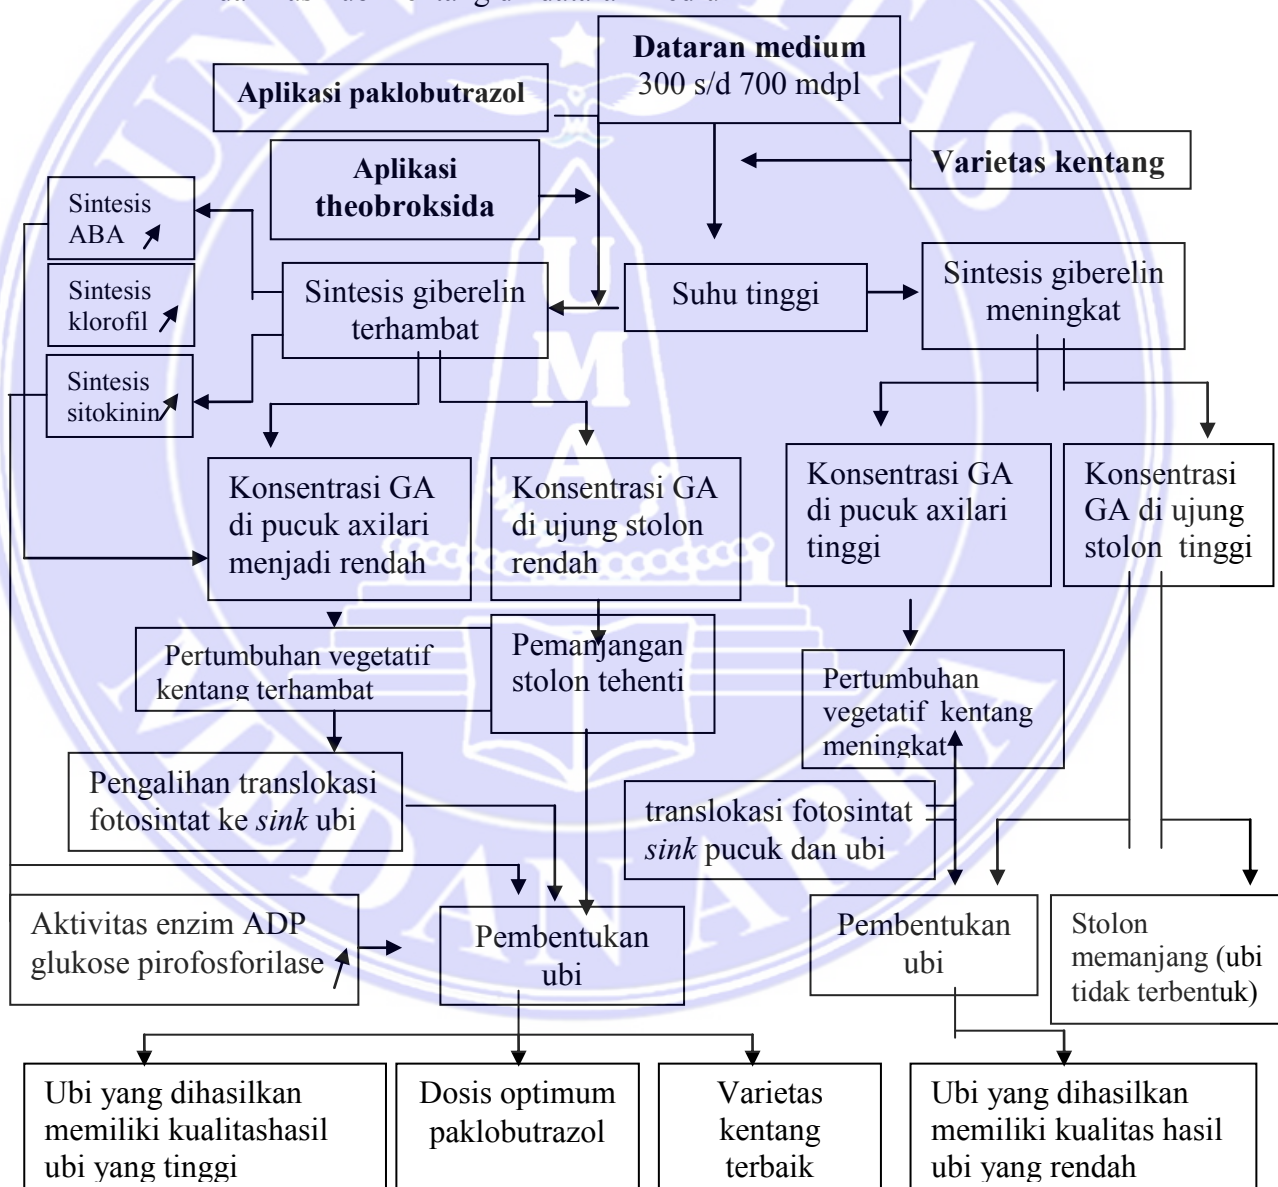 Dataran medium
300 s/d 700 mdpl
Aplikasi paklobutrazol
Aplikasi
theobroksida
Varietas kentang
Sintesis
ABA
Sintesis
klorofil
Sintesis
sitokinin
Sintesis giberelin
terhambat
Suhu tinggi
Sintesis giberelin
meningkat
Konsentrasi GA
di pucuk axilari
menjadi rendah
Konsentrasi GA
di ujung stolon
rendah
Konsentrasi GA
di pucuk axilari
tinggi
Konsentrasi
GA di ujung
stolon tinggi
Pertumbuhan vegetatif
kentang terhambat
Pemanjangan
stolon tehenti
Pertumbuhan
vegetatif kentang
meningkat
Pengalihan translokasi
fotosintat ke sink ubi
translokasi fotosintat
sink pucuk dan ubi
Aktivitas enzim ADP
glukose pirofosforilase
Pembentukan
ubi
Pembentukan
ubi
Stolon
memanjang (ubi
tidak terbentuk)
Ubi yang dihasilkan
memiliki kualitashasil
ubi yang tinggi
Dosis optimum
paklobutrazol
Varietas
kentang
terbaik
Ubi yang dihasilkan
memiliki kualitas hasil
ubi yang rendah
UMA
MEDAN AREA